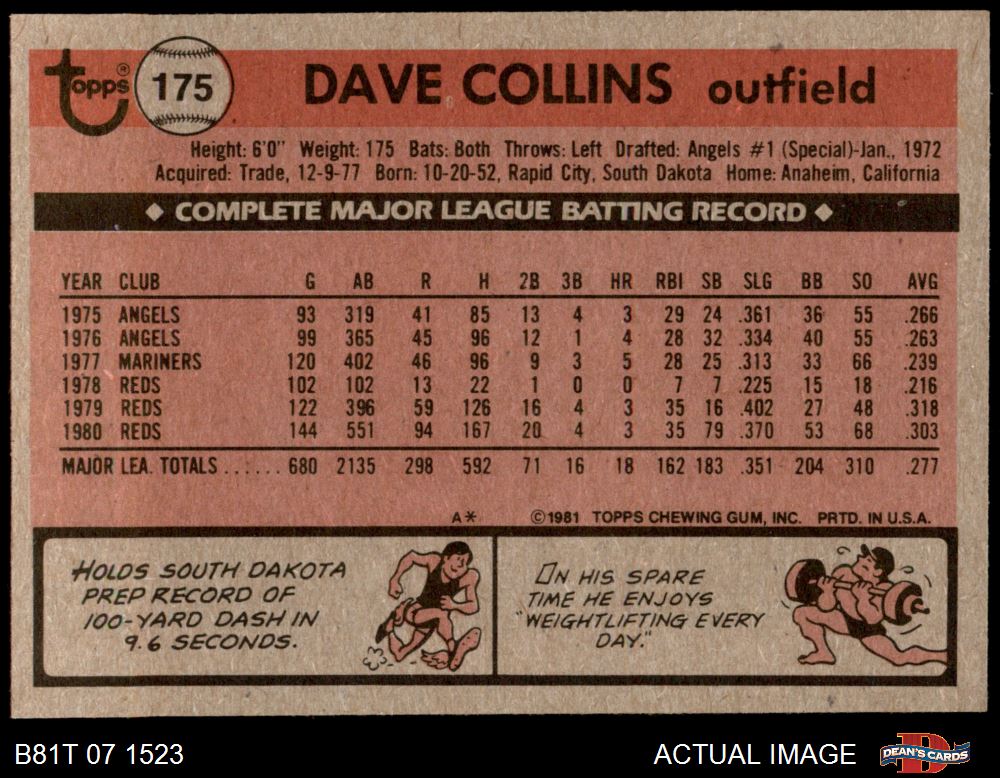 topps® 175 DAVE COLLINS outfield
Height: 6'0" Weight: 175 Bats: Both Throws: Left Drafted: Angels #1 (Special)-Jan., 1972
Acquired: Trade, 12-9-77 Born: 10-20-52, Rapid City, South Dakota Home: Anaheim, California
◆ COMPLETE MAJOR LEAGUE BATTING RECORD ◆
YEAR CLUB G AB R H 2B 3B HR RBI SB SLG BB SO AVG
1975 ANGELS 93 319 41 85 13 4 3 29 24 .361 36 55 .266
1976 ANGELS 99 365 45 96 12 1 4 28 32 .334 40 55 .263
1977 MARINERS 120 402 46 96 9 3 5 28 25 .313 33 66 .239
1978 REDS 102 102 13 22 1 0 0 7 7 .225 15 18 .216
1979 REDS 122 396 59 126 16 4 3 35 16 .402 27 48 .318
1980 REDS 144 551 94 167 20 4 3 35 79 .370 53 68 .303
MAJOR LEA. TOTALS ...... 680 2135 298 592 71 16 18 162 183 .351 204 310 .277
A* ©1981 TOPPS CHEWING GUM, INC. PRTD. IN U.S.A.
HOLDS SOUTH DAKOTA
PREP RECORD OF
100-YARD DASH IN
9.6 SECONDS.
IN HIS SPARE
TIME HE ENJOYS
"WEIGHTLIFTING EVERY
DAY."
B81T 07 1523 ACTUAL IMAGE DEAN'S CARDS